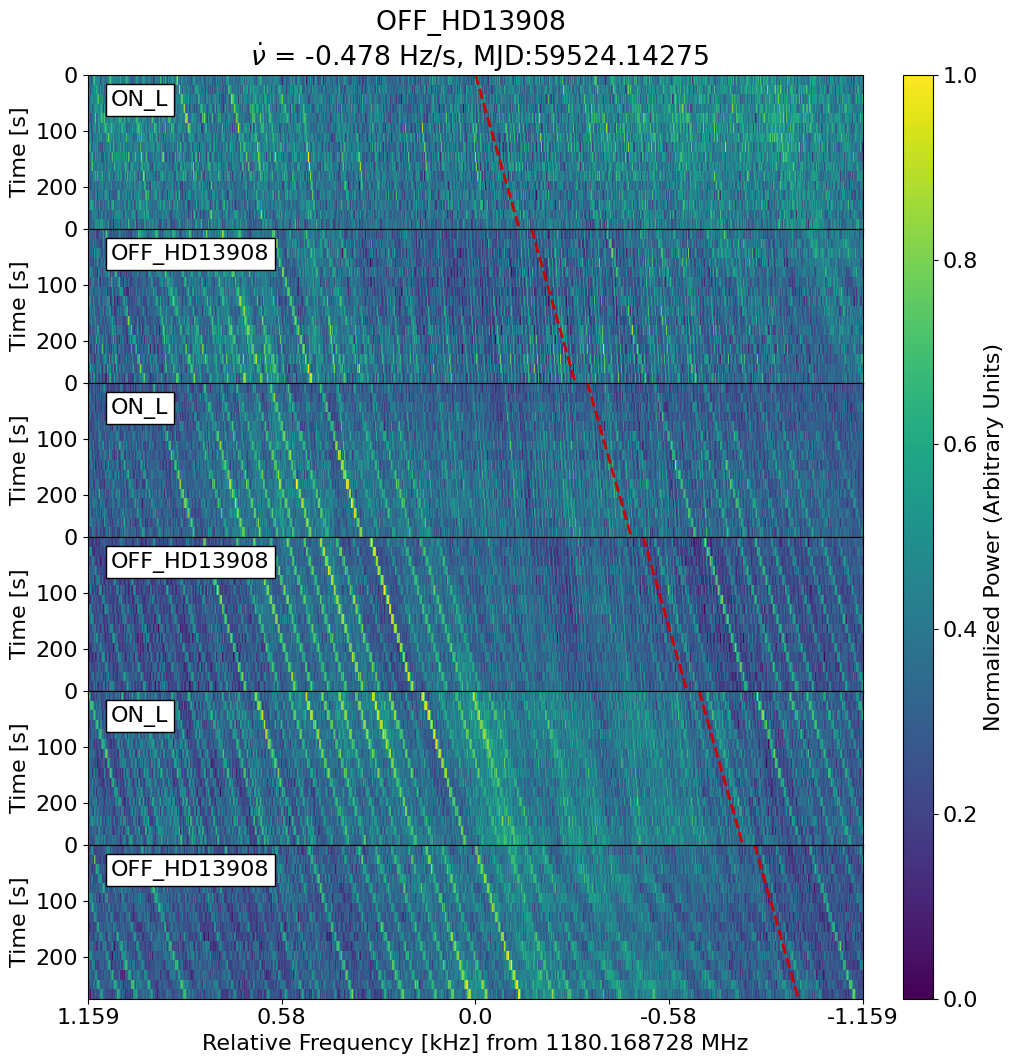 OFF_HD13908
ν̇ = -0.478 Hz/s, MJD:59524.14275
0
100
200
Time [s]
ON_L
0
100
200
Time [s]
OFF_HD13908
0
100
200
Time [s]
ON_L
0
100
200
Time [s]
OFF_HD13908
0
100
200
Time [s]
ON_L
0
100
200
Time [s]
OFF_HD13908
1.159
0.58
0.0
-0.58
-1.159
Relative Frequency [kHz] from 1180.168728 MHz
1.0
0.8
0.6
0.4
0.2
0.0
Normalized Power (Arbitrary Units)